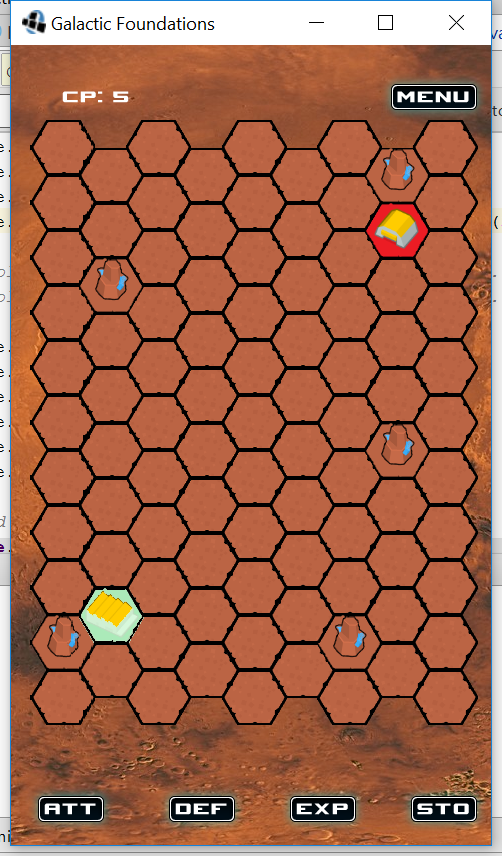 Galactic Foundations
CP: 5
MENU
ATT
DEF
EXP
STO